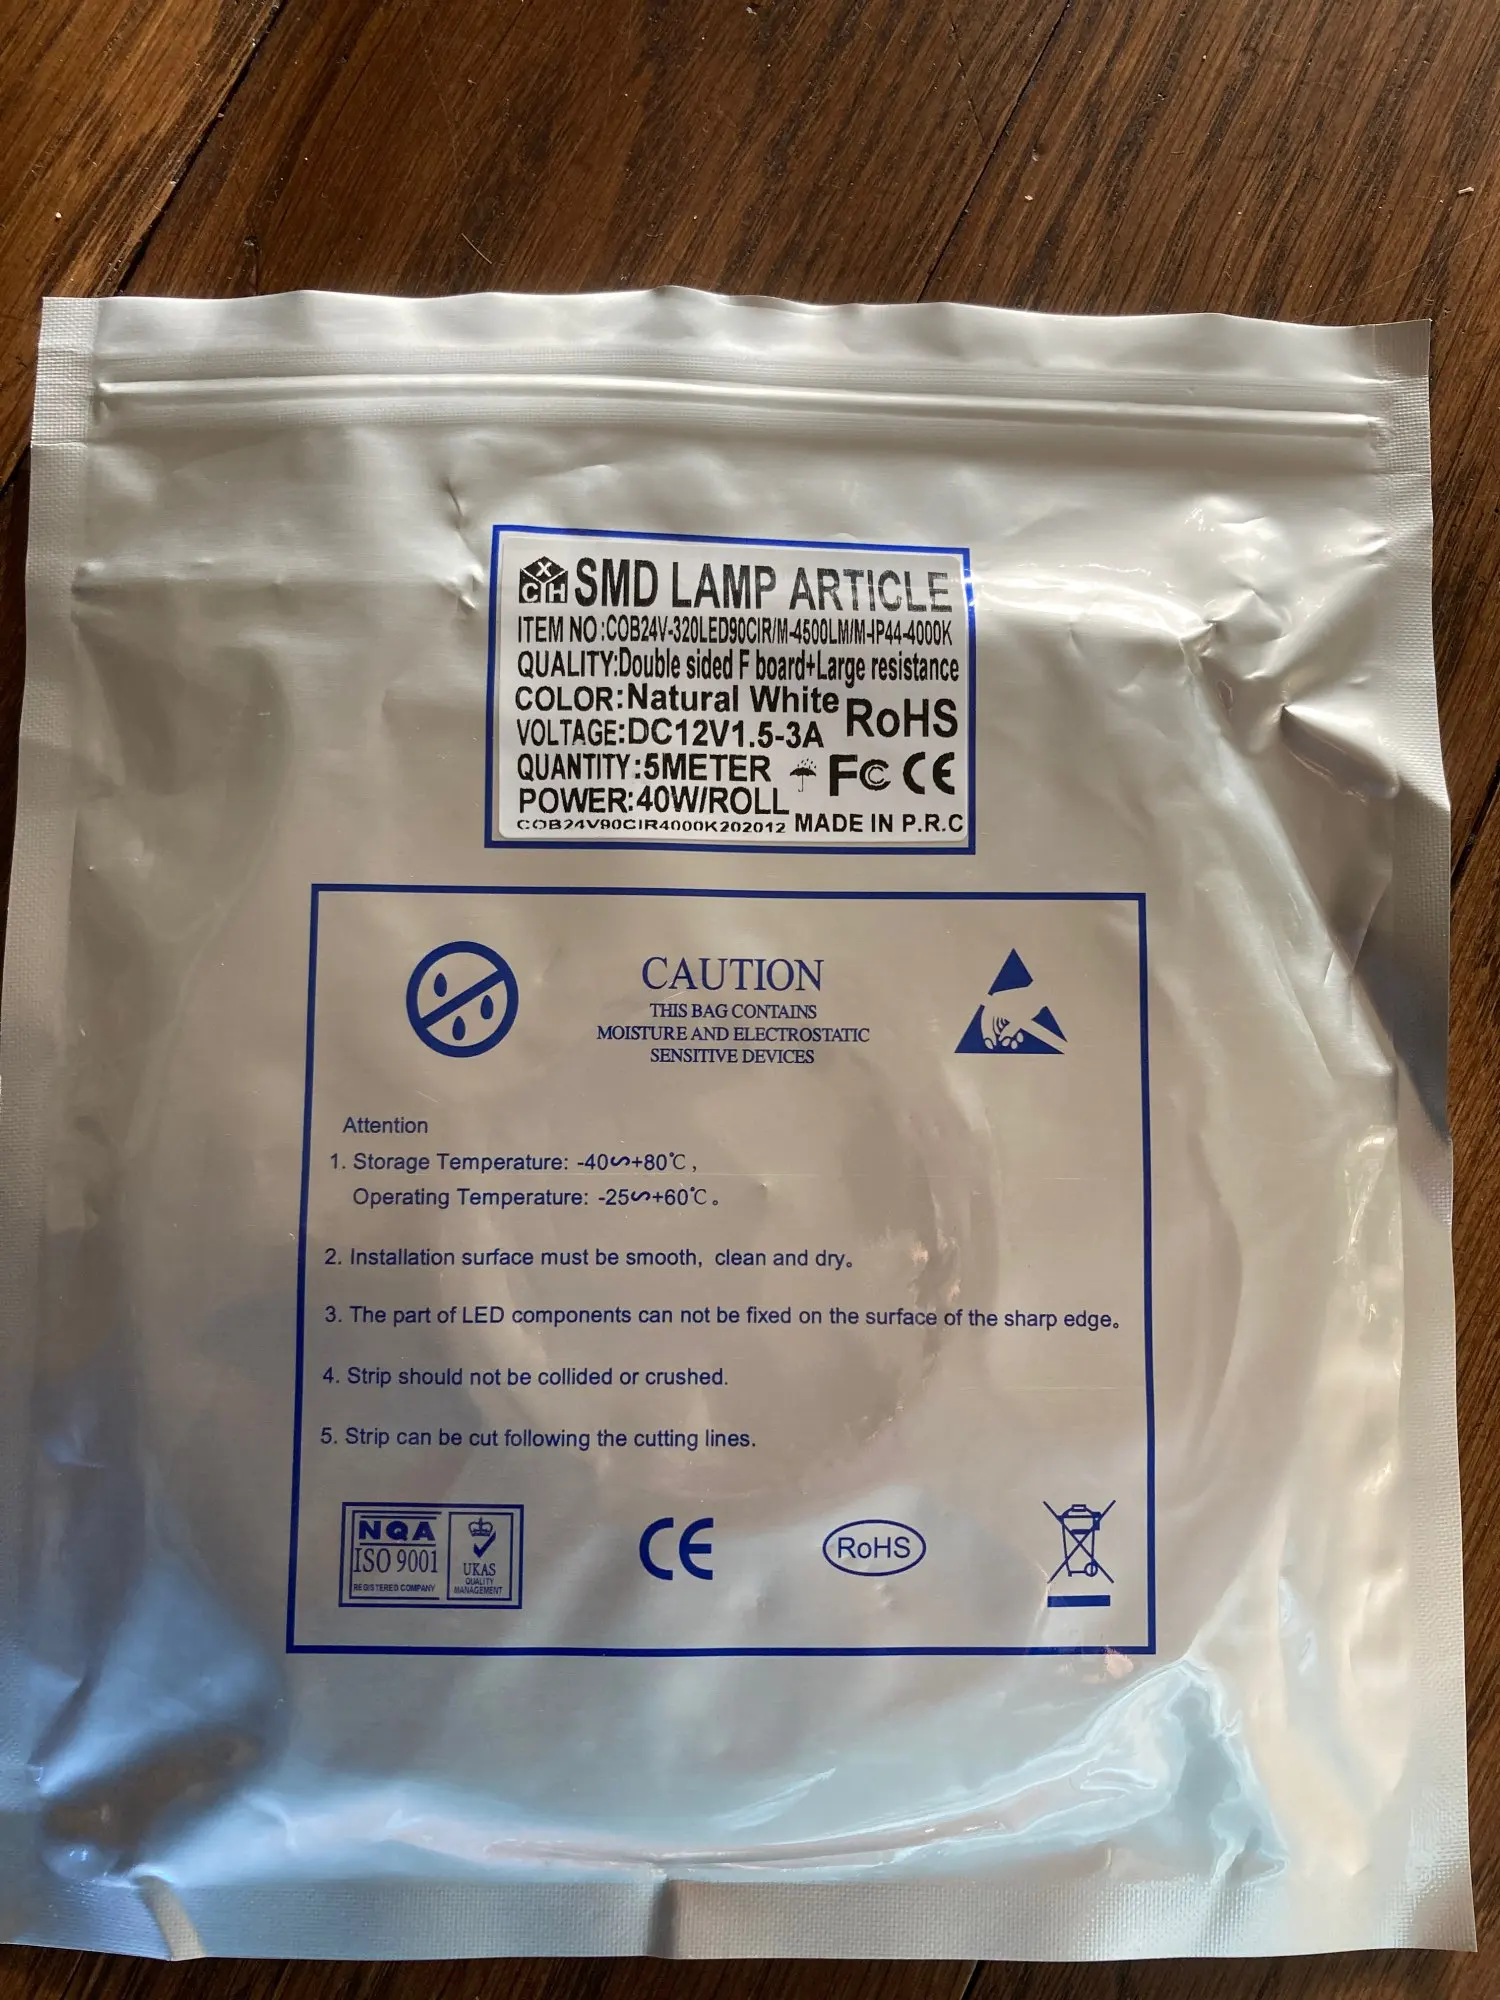 XCH SMD LAMP ARTICLE
ITEM NO:COB24V-320LED90CIR/M-4500LM/M-IP44-4000K
QUALITY:Double sided F board+Large resistance
COLOR:Natural White
RoHS
VOLTAGE:DC12V1.5-3A
QUANTITY:5METER FC CE
POWER:40W/ROLL
COB24V90CIR4000K202012 MADE IN P.R.C
CAUTION
THIS BAG CONTAINS
MOISTURE AND ELECTROSTATIC
SENSITIVE DEVICES
Attention
1. Storage Temperature: -40∽+80℃,
Operating Temperature: -25∽+60℃。
2. Installation surface must be smooth, clean and dry。
3. The part of LED components can not be fixed on the surface of the sharp edge。
4. Strip should not be collided or crushed.
5. Strip can be cut following the cutting lines.
NQA
ISO 9001
REGISTERED COMPANY
UKAS
QUALITY
MANAGEMENT
CE
RoHS